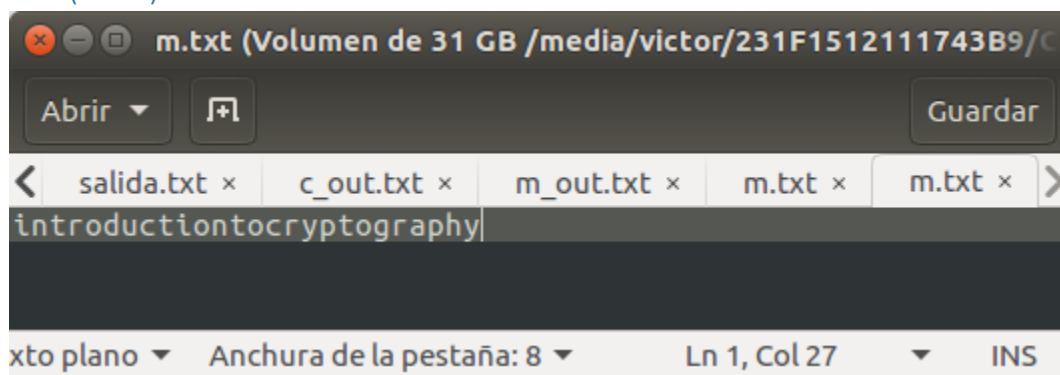 m.txt (Volumen de 31 GB /media/victor/231F1512111743B9/
Abrir Guardar
salida.txt × c_out.txt × m_out.txt × m.txt × m.txt ×
introductiontocryptography
xto plano Anchura de la pestaña: 8 Ln 1, Col 27 INS